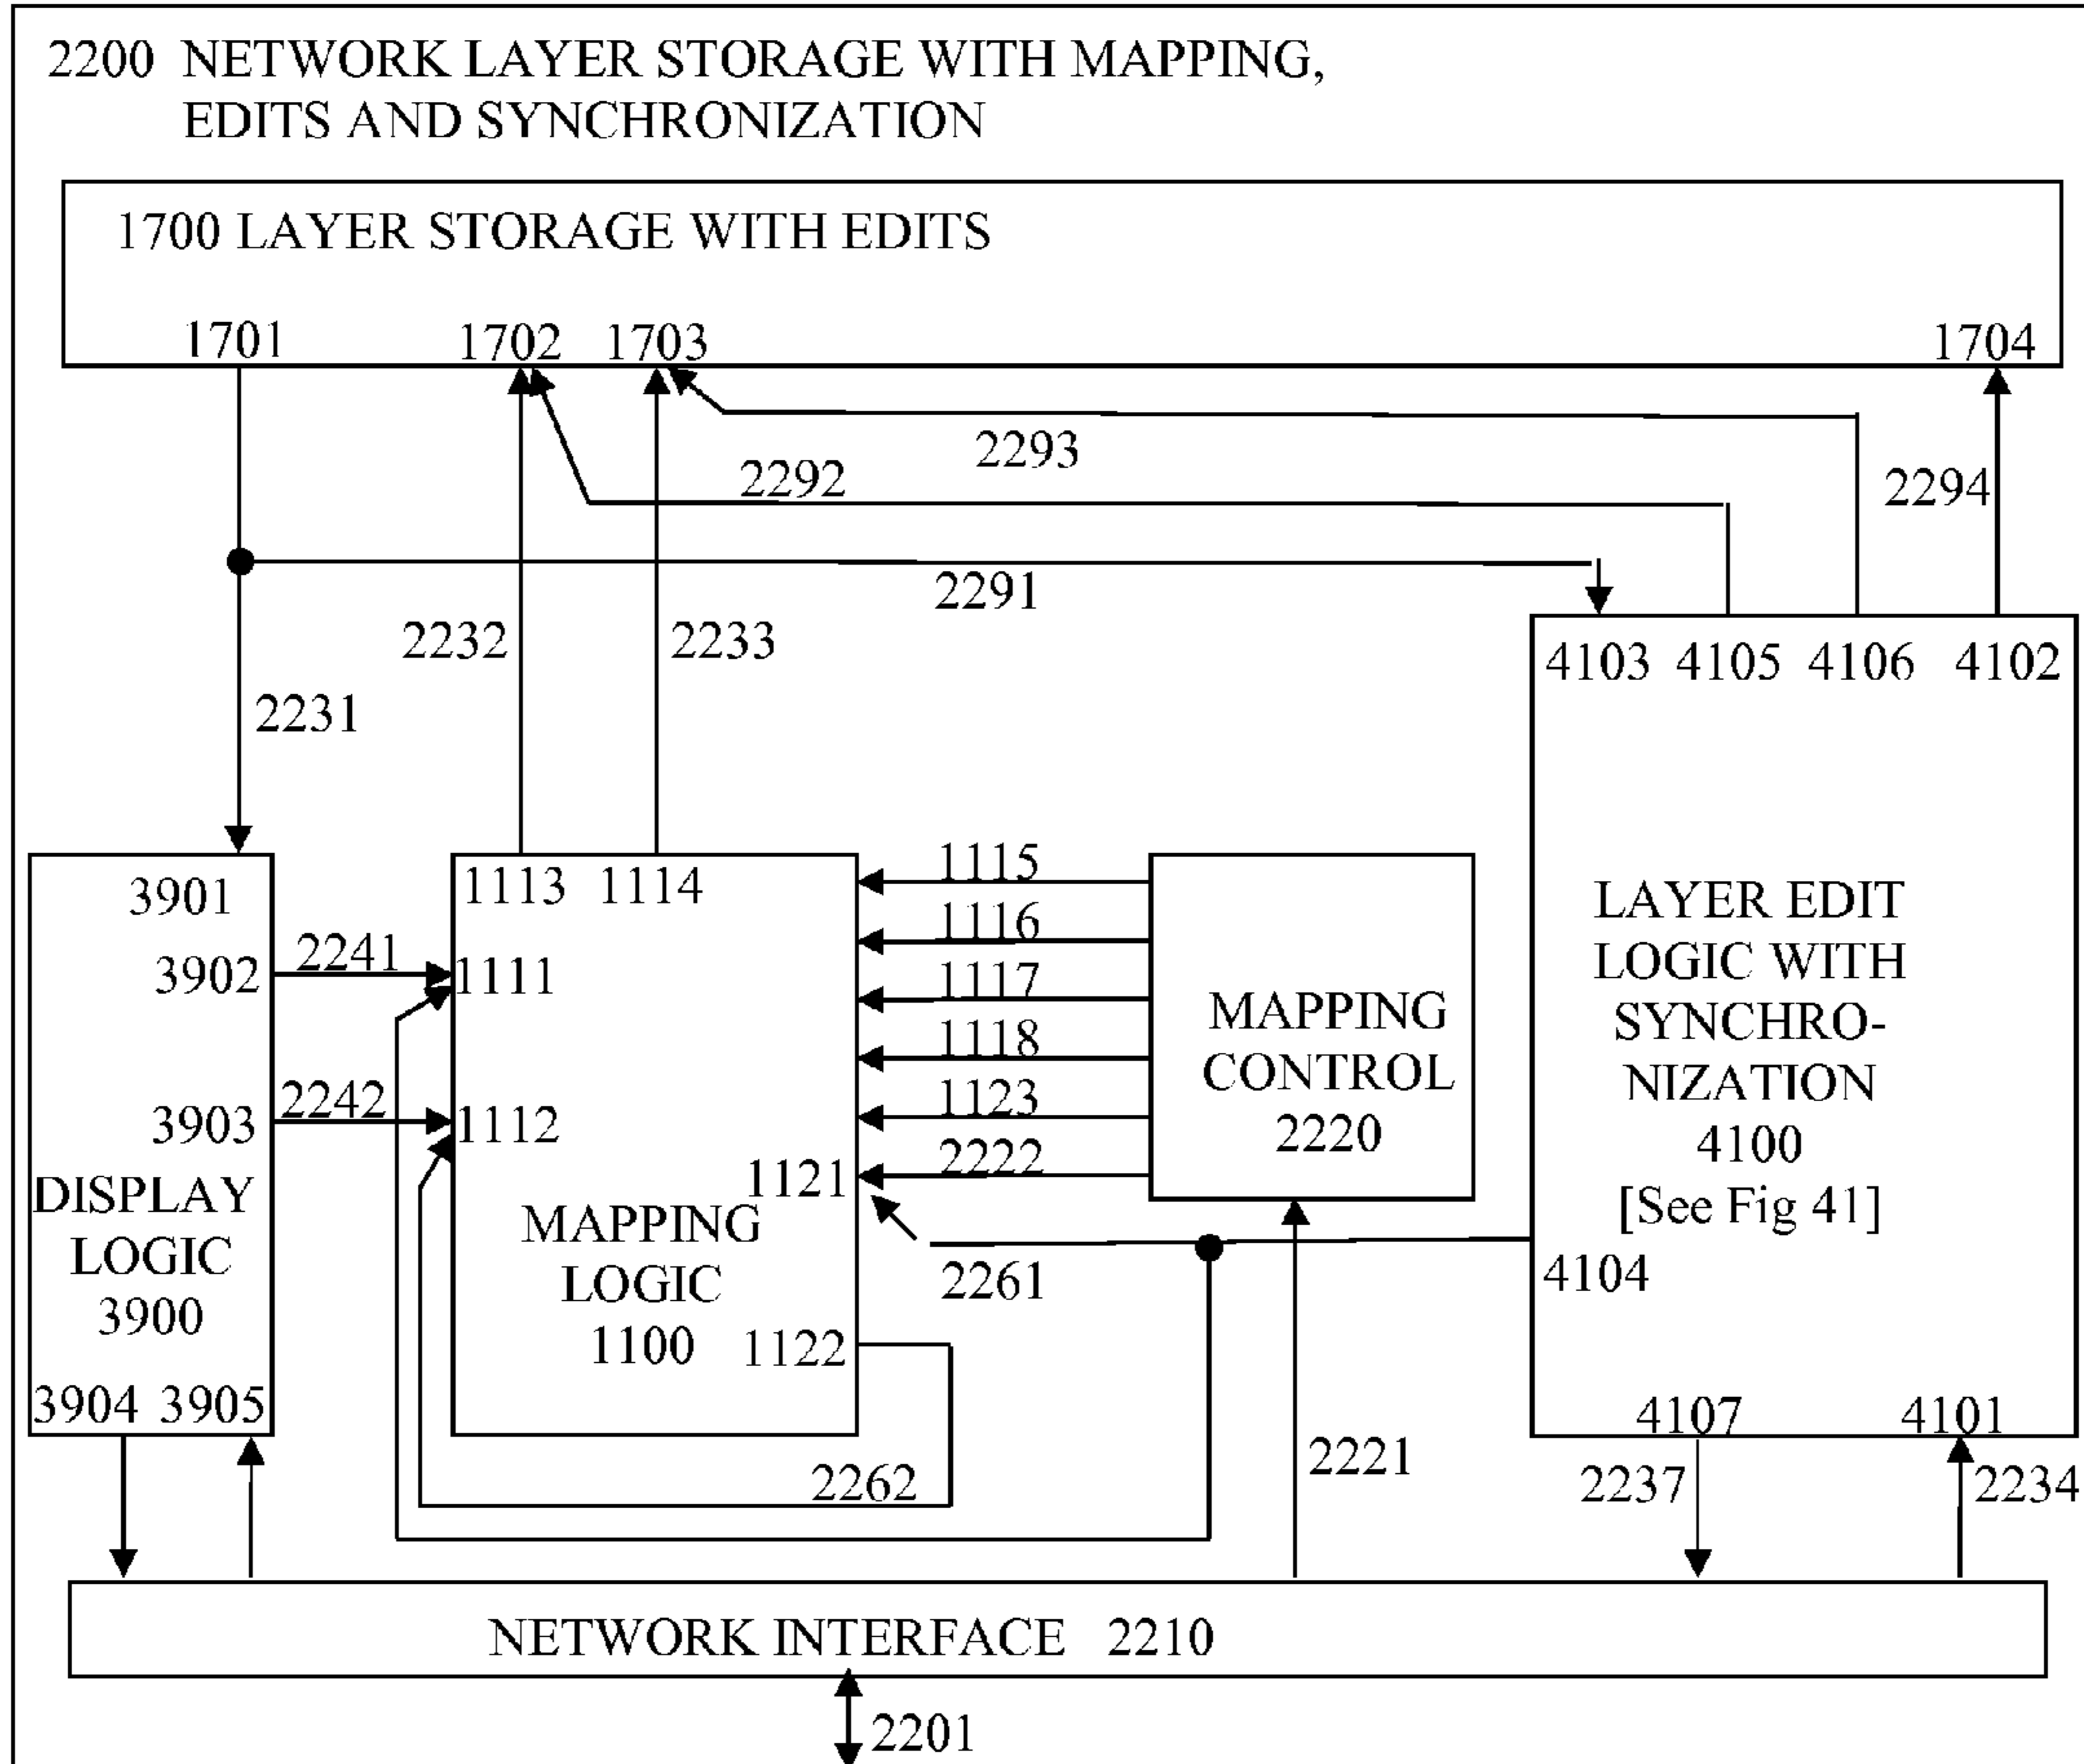 2200 NETWORK LAYER STORAGE WITH MAPPING,
EDITS AND SYNCHRONIZATION
1700 LAYER STORAGE WITH EDITS
1701
1702
1703
1704
2293
2292
2294
2291
2232
2233
2231
4103 4105 4106 4102
3901
3902
3903
DISPLAY
LOGIC
3900
3904 3905
2241
2242
1113 1114
1111
1112
1121
MAPPING
LOGIC
1100
1122
1115
1116
1117
1118
1123
2222
MAPPING
CONTROL
2220
LAYER EDIT
LOGIC WITH
SYNCHRO-
NIZATION
4100
[See Fig 41]
4104
4107
4101
2261
2262
2221
2237
2234
NETWORK INTERFACE 2210
2201